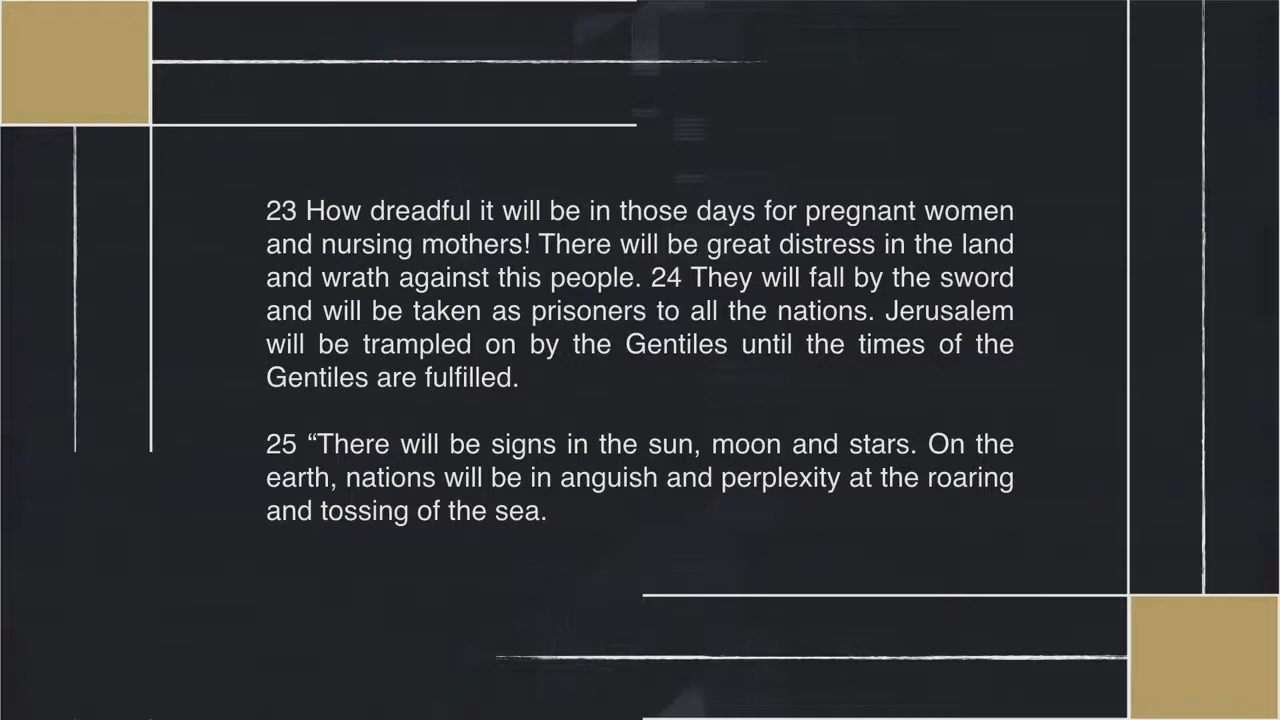 23 How dreadful it will be in those days for pregnant women
and nursing mothers! There will be great distress in the land
and wrath against this people. 24 They will fall by the sword
and will be taken as prisoners to all the nations. Jerusalem
will be trampled on by the Gentiles until the times of the
Gentiles are fulfilled.
25 “There will be signs in the sun, moon and stars. On the
earth, nations will be in anguish and perplexity at the roaring
and tossing of the sea.